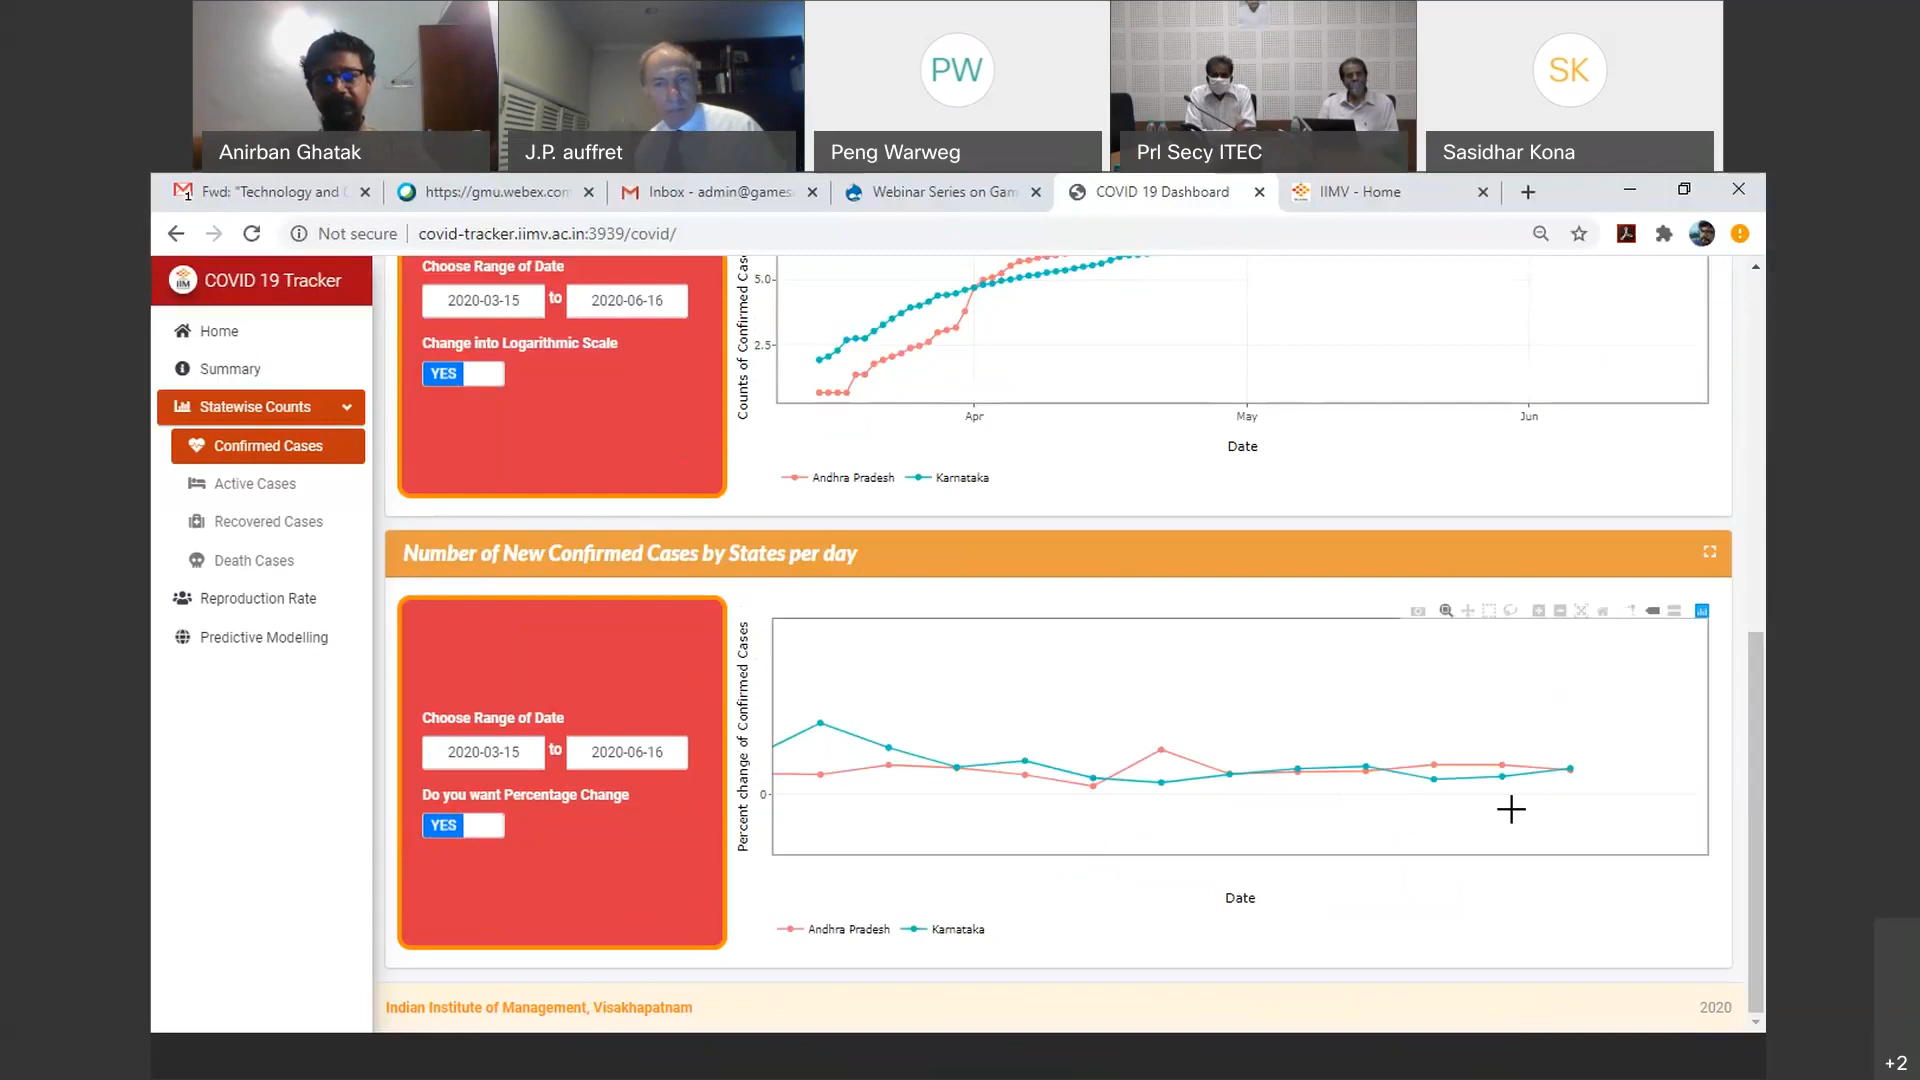 PW
SK
Anirban Ghatak
J.P. auffret
Peng Warweg
Prl Secy ITEC
Sasidhar Kona
Fwd: "Technology and
https://gmu.webex.com
Inbox - admin@games
Webinar Series on Gam
COVID 19 Dashboard
IIMV - Home
Not secure
covid-tracker.iimv.ac.in:3939/covid/
IIM
COVID 19 Tracker
Home
Summary
Statewise Counts
Confirmed Cases
Active Cases
Recovered Cases
Death Cases
Reproduction Rate
Predictive Modelling
Choose Range of Date
2020-03-15 to 2020-06-16
Change into Logarithmic Scale
YES
Counts of Confirmed Cases
5.0
2.5
Apr
May
Jun
Date
Andhra Pradesh
Karnataka
Number of New Confirmed Cases by States per day
Choose Range of Date
2020-03-15 to 2020-06-16
Do you want Percentage Change
YES
Percent change of Confirmed Cases
0
Date
Andhra Pradesh
Karnataka
Indian Institute of Management, Visakhapatnam
2020
+2